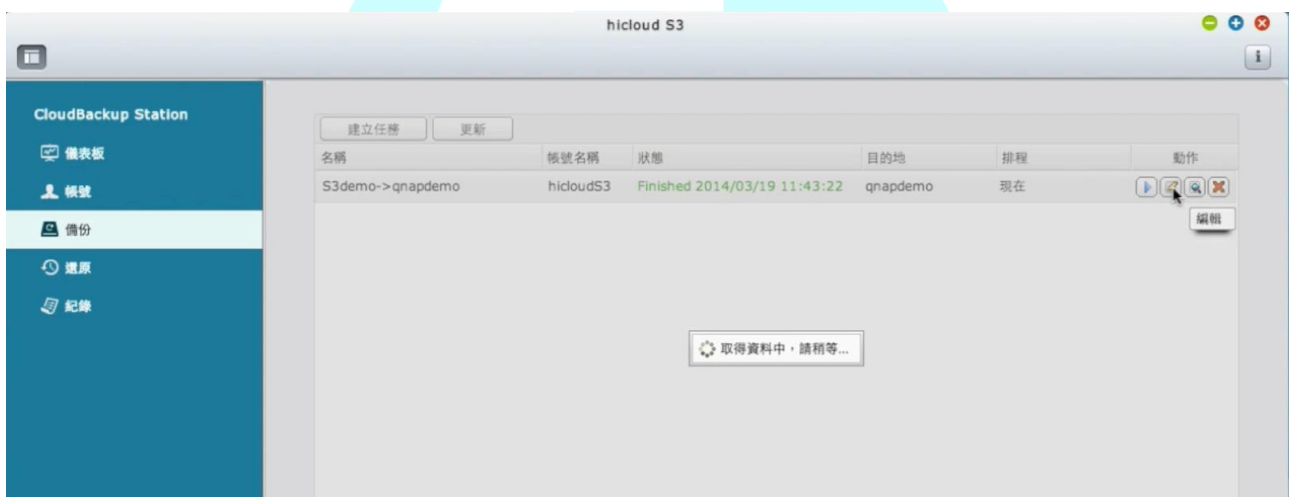 hicloud S3
CloudBackup Station
儀表板
帳號
備份
還原
紀錄
建立任務 更新
名稱 帳號名稱 狀態 目的地 排程 動作
S3demo->qnapdemo hicloudS3 Finished 2014/03/19 11:43:22 qnapdemo 現在
編輯
取得資料中，請稍等...